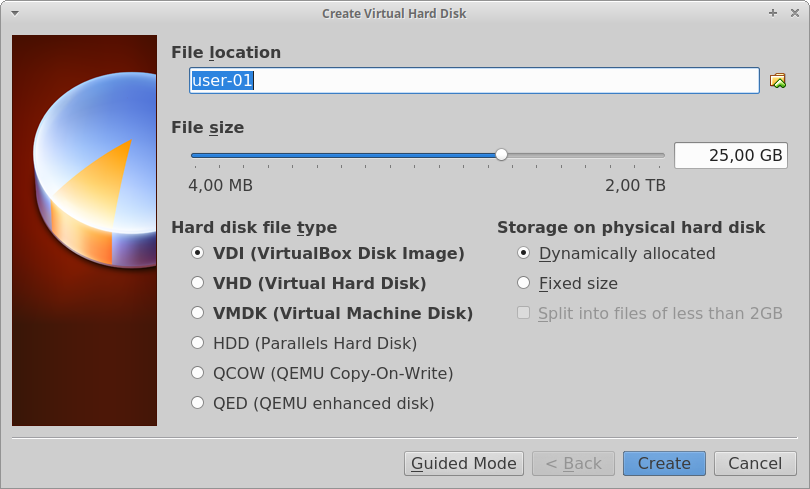 Create Virtual Hard Disk
File location
user-01
File size
25,00 GB
4,00 MB 2,00 TB
Hard disk file type
VDI (VirtualBox Disk Image)
VHD (Virtual Hard Disk)
VMDK (Virtual Machine Disk)
HDD (Parallels Hard Disk)
QCOW (QEMU Copy-On-Write)
QED (QEMU enhanced disk)
Storage on physical hard disk
Dynamically allocated
Fixed size
Split into files of less than 2GB
Guided Mode < Back Create Cancel